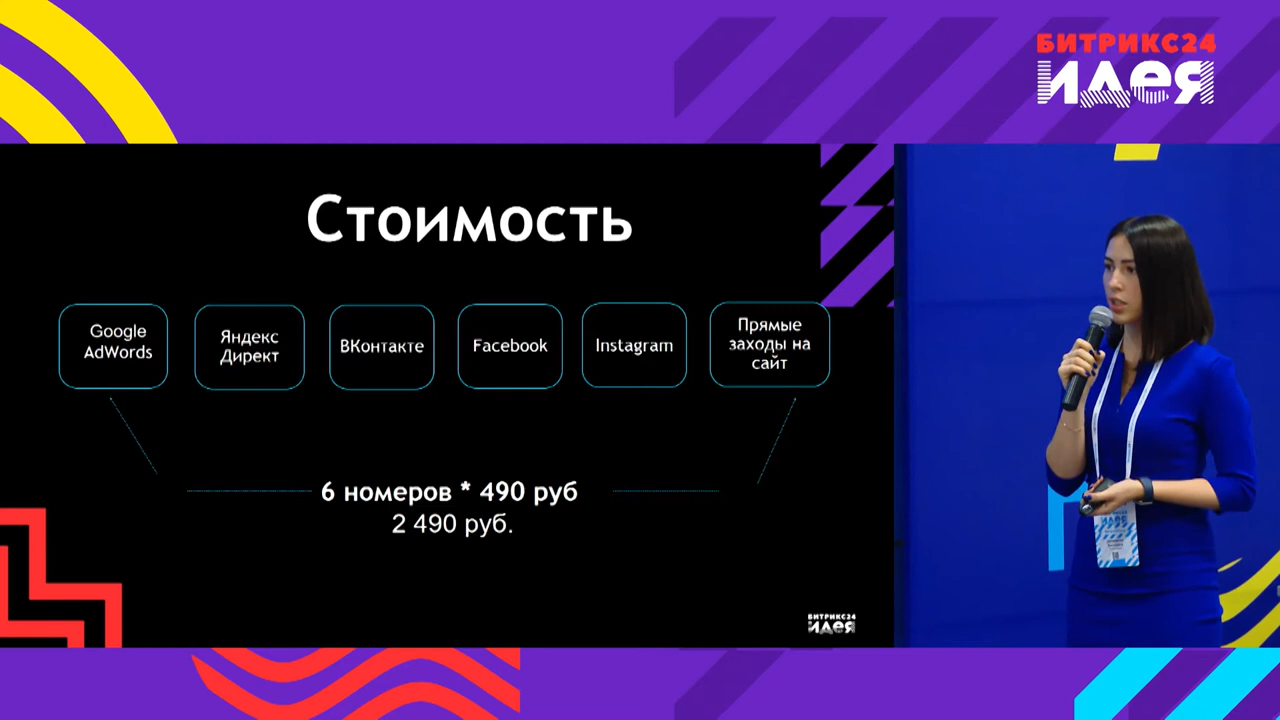 БИТРИКС24
идея
Стоимость
Google
AdWords
Яндекс
Директ
ВКонтакте
Facebook
Instagram
Прямые
заходы на
сайт
6 номеров * 490 руб
2 490 руб.
БИТРИКС24
идея
идея